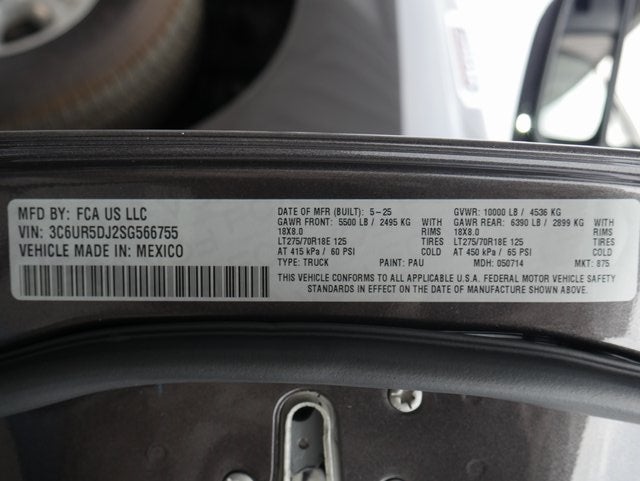 MFD BY: FCA US LLC
VIN: 3C6UR5DJ2SG566755
VEHICLE MADE IN: MEXICO
DATE OF MFR (BUILT): 5-25 GVWR: 10000 LB / 4536 KG
GAWR FRONT: 5500 LB / 2495 KG WITH GAWR REAR: 6390 LB / 2899 KG WITH
18X8.0 RIMS 18X8.0 RIMS
LT275/70R18E 125 TIRES LT275/70R18E 125 TIRES
AT 415 kPa / 60 PSI COLD AT 450 kPa / 65 PSI COLD
TYPE: TRUCK PAINT: PAU MDH: 050714 MKT: 875
THIS VEHICLE CONFORMS TO ALL APPLICABLE U.S.A. FEDERAL MOTOR VEHICLE SAFETY
STANDARDS IN EFFECT ON THE DATE OF MANUFACTURE SHOWN ABOVE.